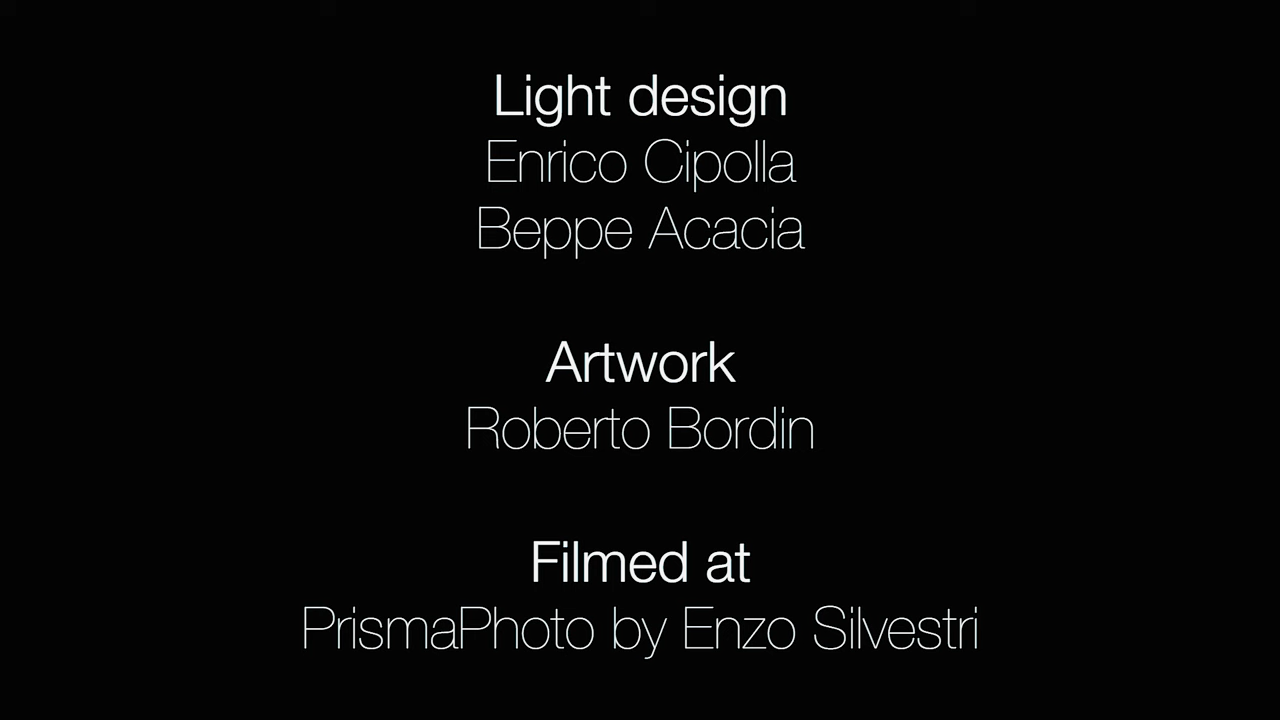 Light design
Enrico Cipolla
Beppe Acacia
Artwork
Roberto Bordin
Filmed at
PrismaPhoto by Enzo Silvestri